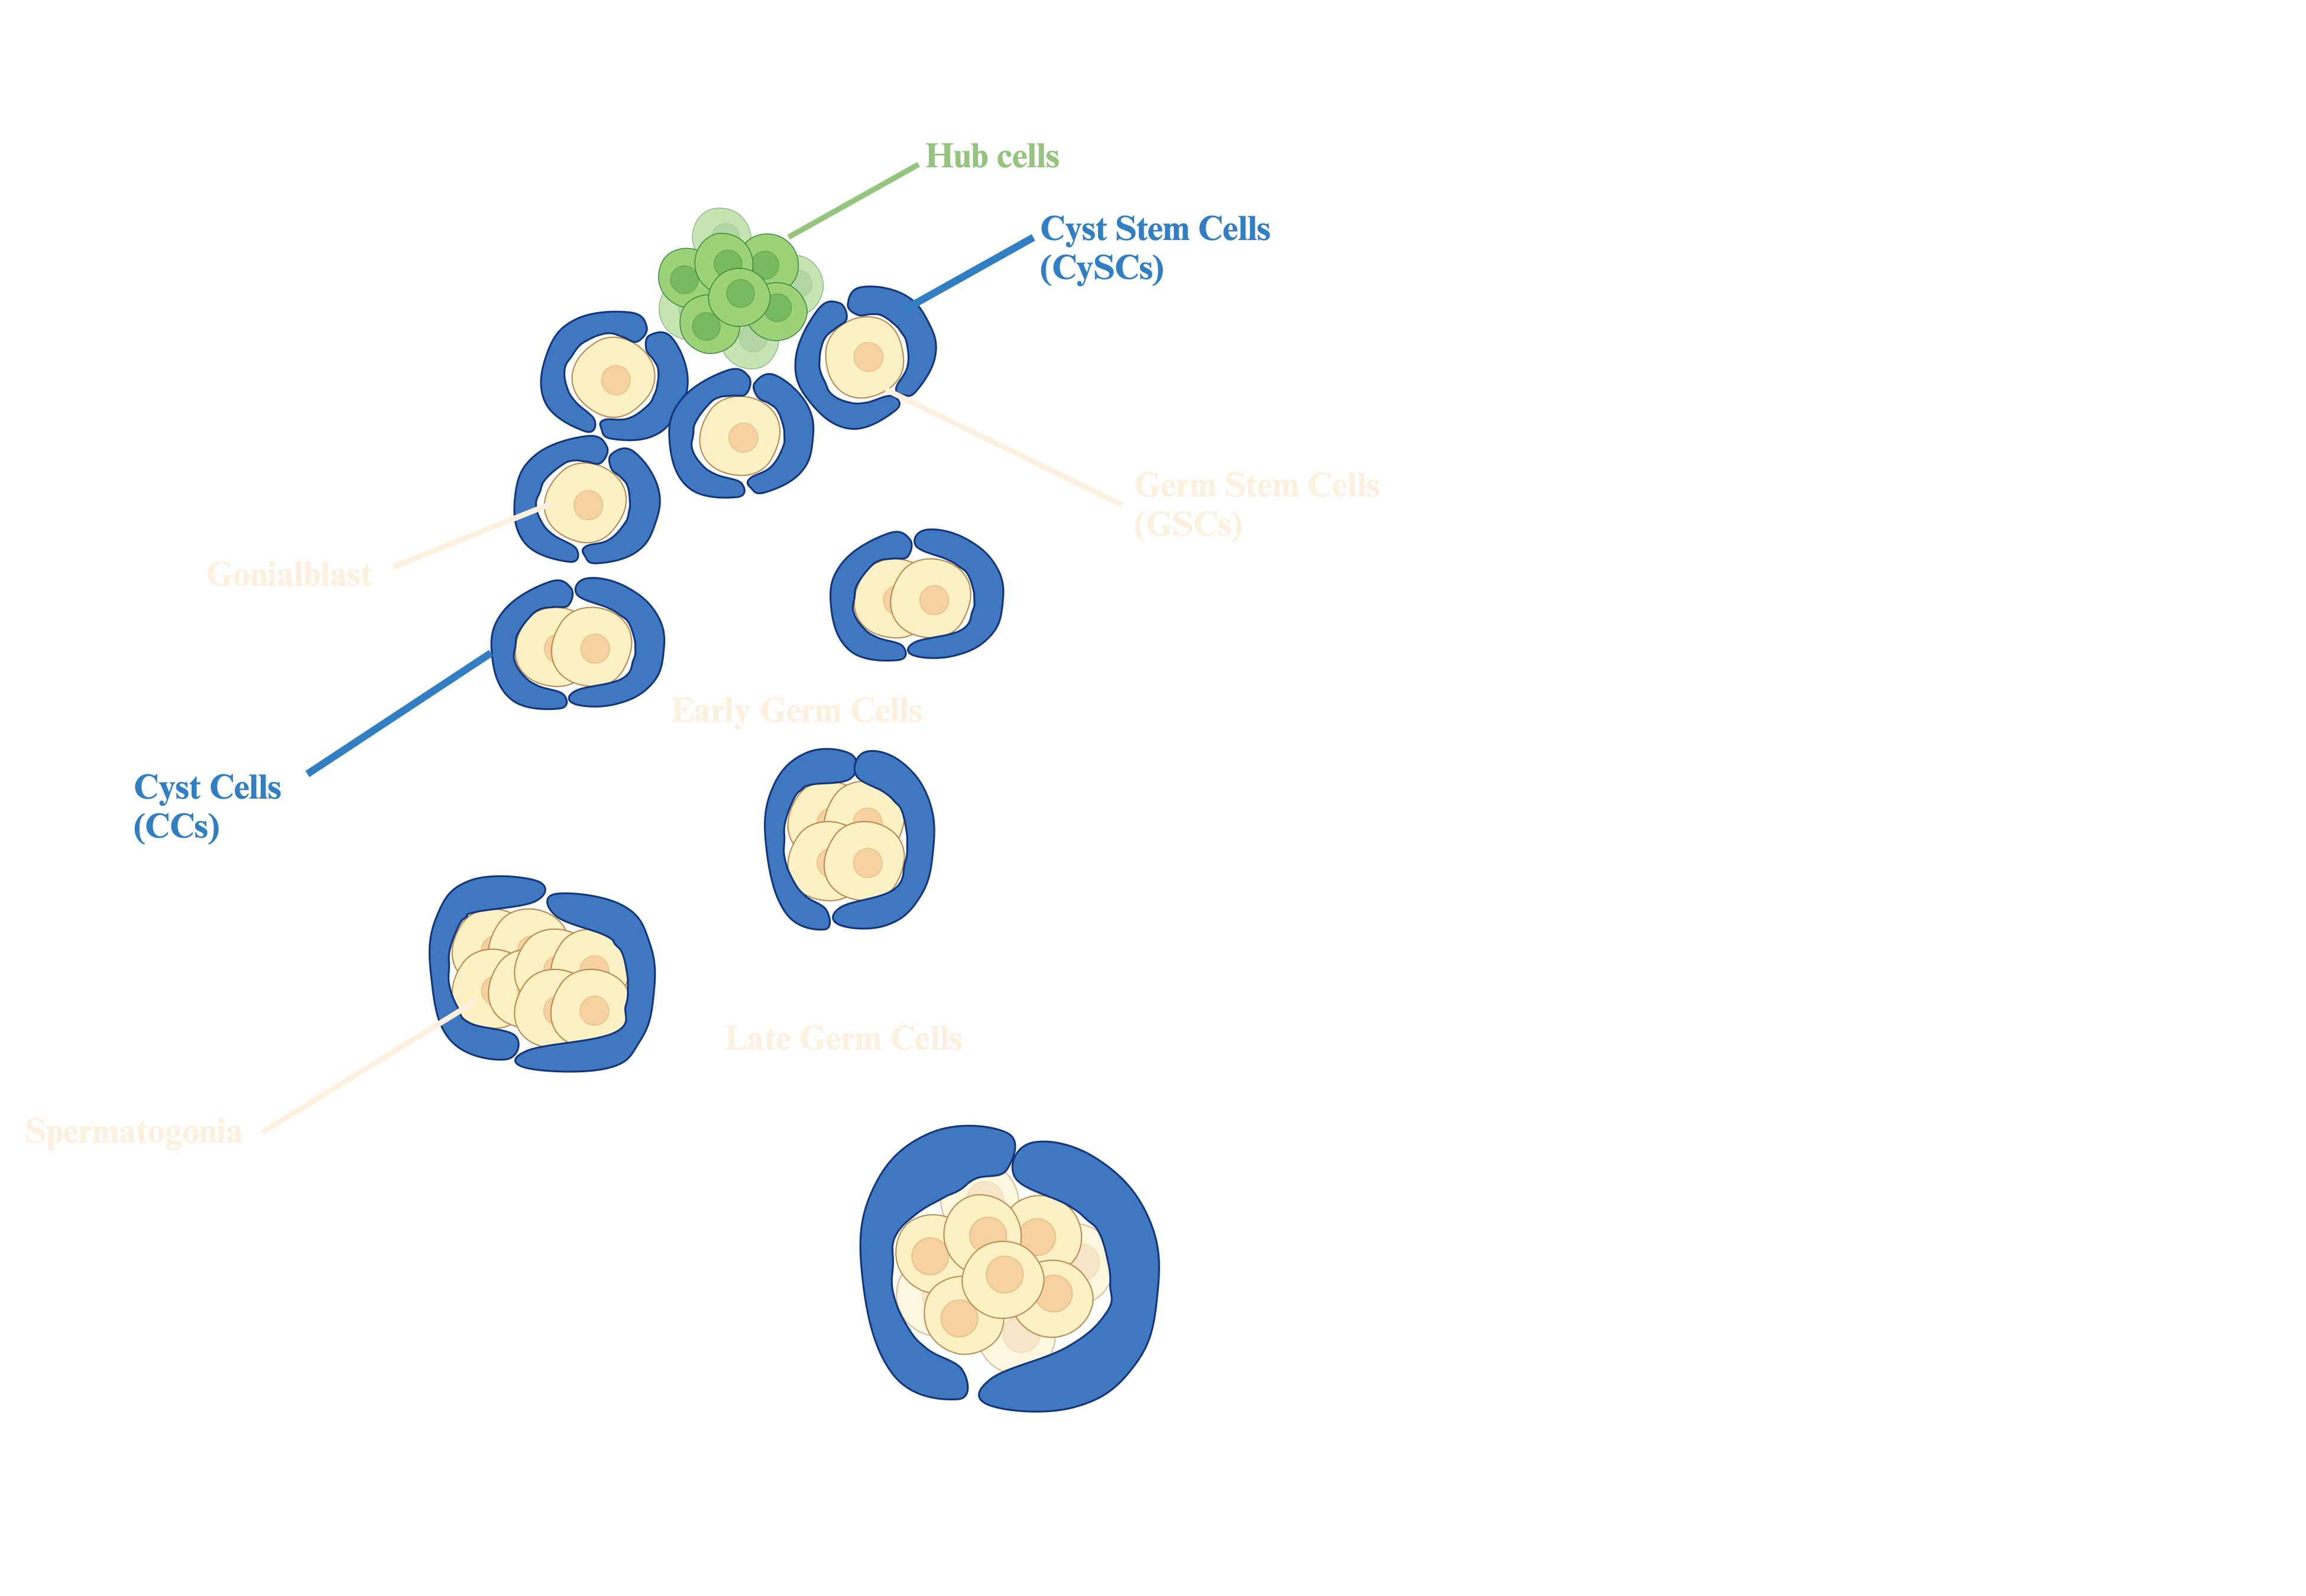 Hub cells
Cyst Stem Cells
(CySCs)
Germ Stem Cells
(GSCs)
Gonialblast
Early Germ Cells
Cyst Cells
(CCs)
Late Germ Cells
Spermatogonia